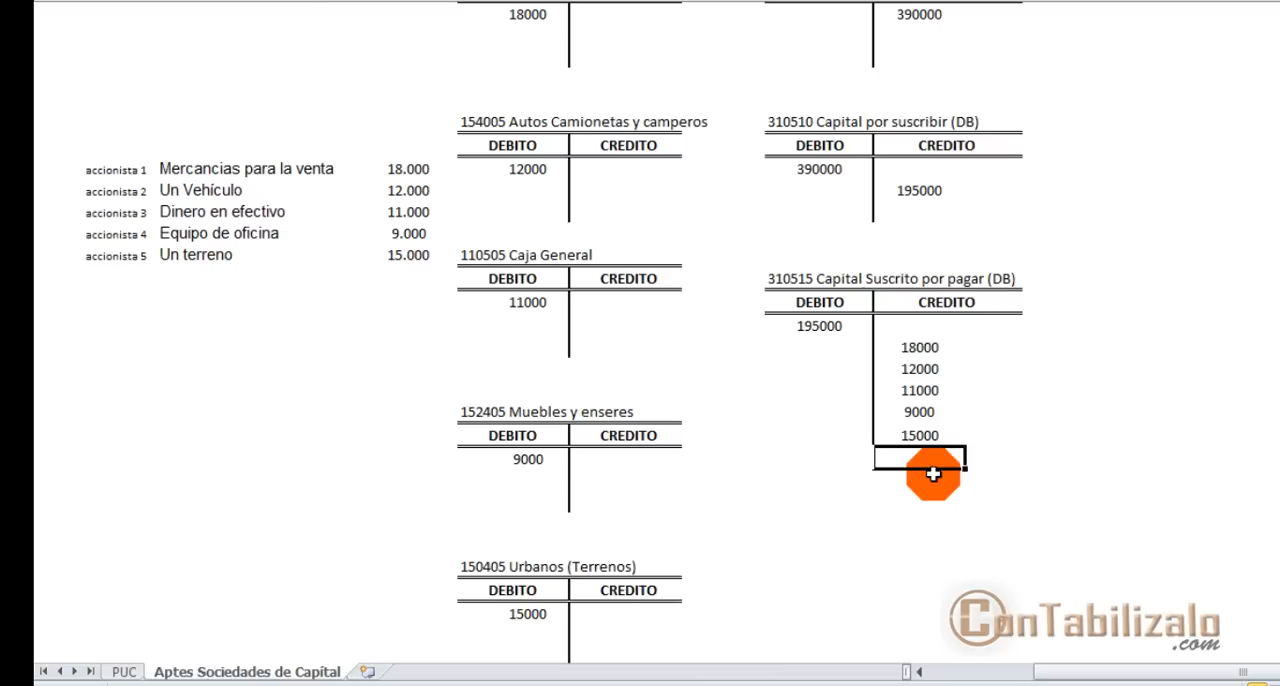 18000
390000
154005 Autos Camionetas y camperos
DEBITO CREDITO
12000
310510 Capital por suscribir (DB)
DEBITO CREDITO
390000
195000
accionista 1 Mercancias para la venta 18.000
accionista 2 Un Vehículo 12.000
accionista 3 Dinero en efectivo 11.000
accionista 4 Equipo de oficina 9.000
accionista 5 Un terreno 15.000
110505 Caja General
DEBITO CREDITO
11000
310515 Capital Suscrito por pagar (DB)
DEBITO CREDITO
195000
18000
12000
11000
9000
15000
152405 Muebles y enseres
DEBITO CREDITO
9000
150405 Urbanos (Terrenos)
DEBITO CREDITO
15000
ConTabilizalo
.com
PUC Aptes Sociedades de Capítal